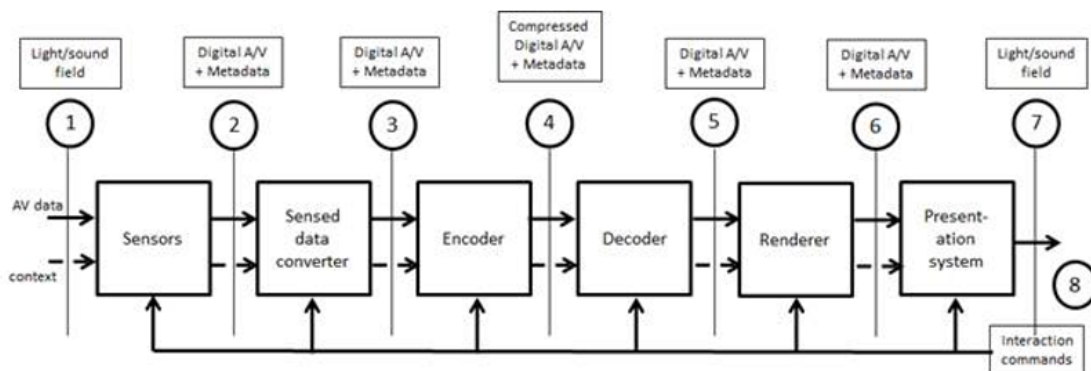 Light/sound
field
Digital A/V
+ Metadata
Digital A/V
+ Metadata
Compressed
Digital A/V
+ Metadata
Digital A/V
+ Metadata
Digital A/V
+ Metadata
Light/sound
field
1
2
3
4
5
6
7
AV data
context
Sensors
Sensed
data
converter
Encoder
Decoder
Renderer
Present-
ation
system
8
Interaction
commands